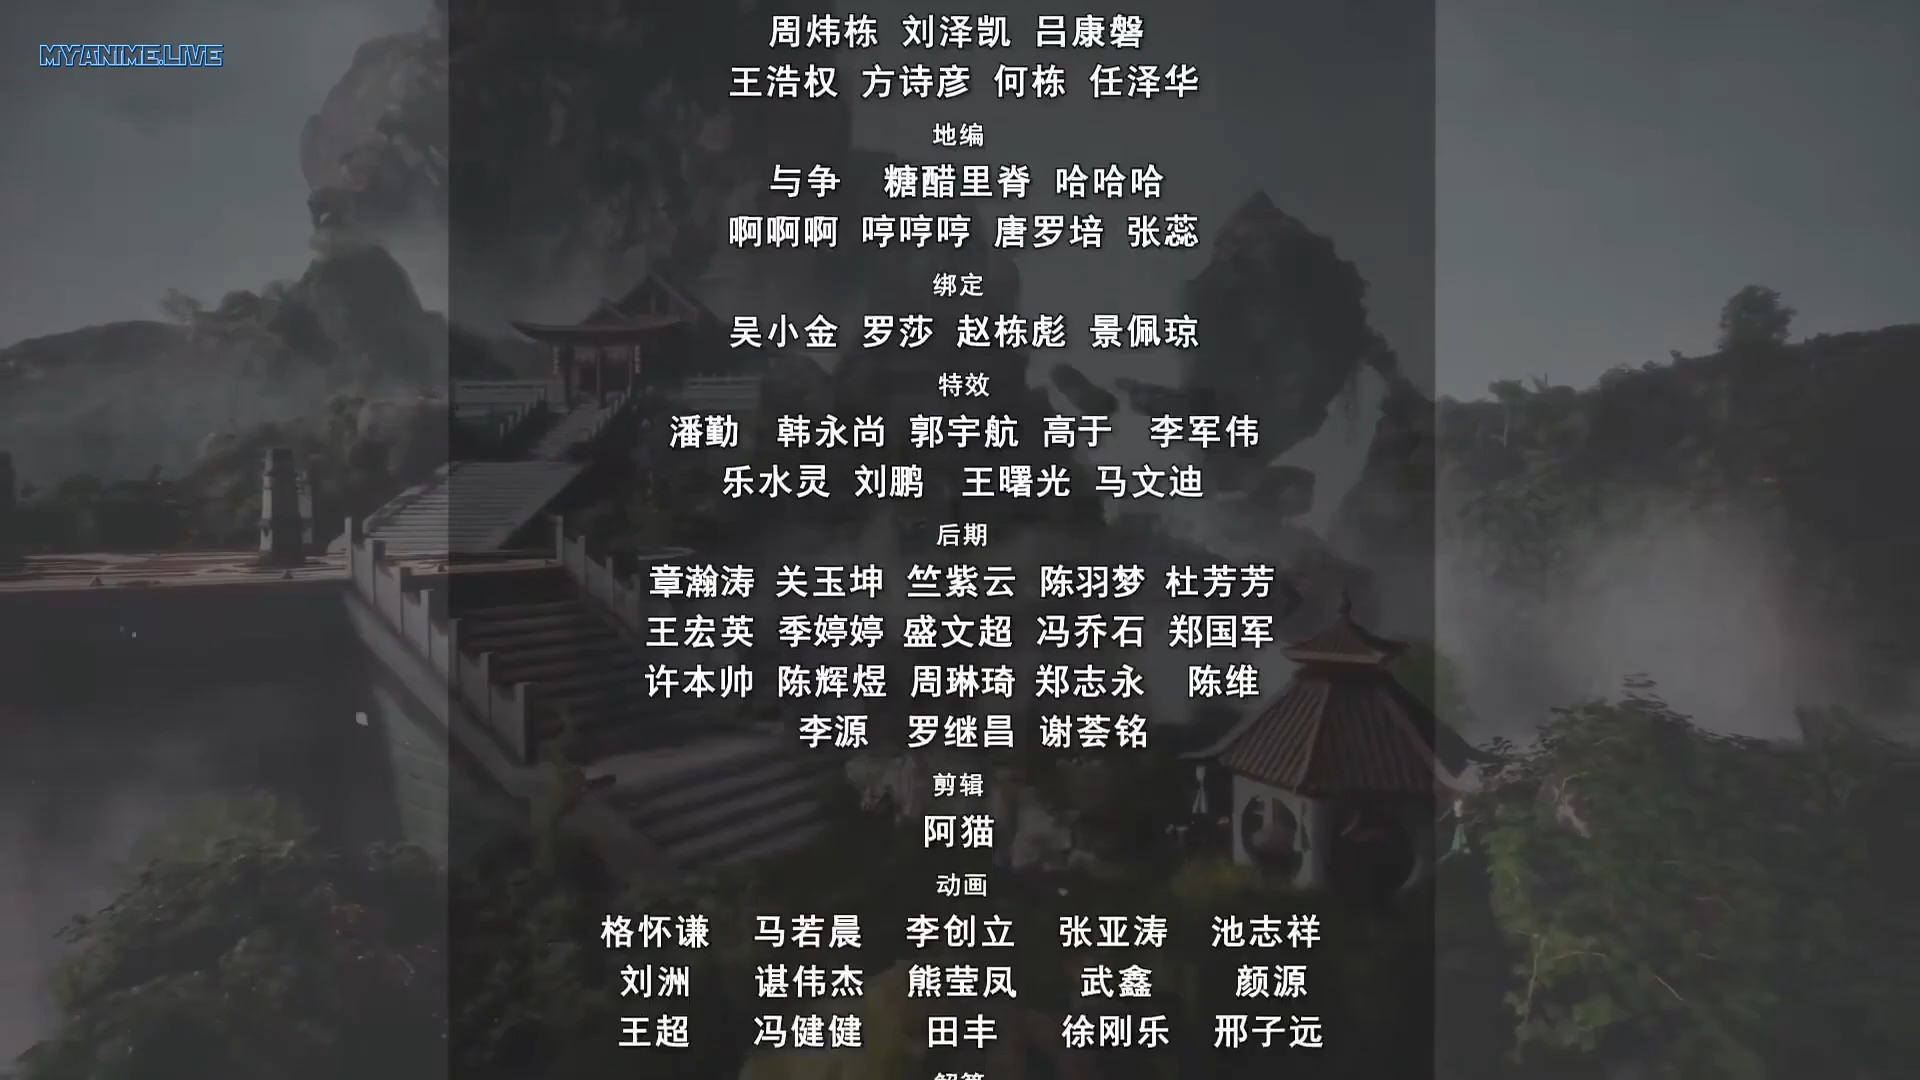 MYANIME.LIVE
周炜栋 刘泽凯 吕康磐
王浩权 方诗彦 何栋 任泽华
地编
与争 糖醋里脊 哈哈哈
啊啊啊 哼哼哼 唐罗培 张蕊
绑定
吴小金 罗莎 赵栋彪 景佩琼
特效
潘勤 韩永尚 郭宇航 高于 李军伟
乐水灵 刘鹏 王曙光 马文迪
后期
章瀚涛 关玉坤 竺紫云 陈羽梦 杜芳芳
王宏英 季婷婷 盛文超 冯乔石 郑国军
许本帅 陈辉煜 周琳琦 郑志永 陈维
李源 罗继昌 谢荟铭
剪辑
阿猫
动画
格怀谦 马若晨 李创立 张亚涛 池志祥
刘洲 谌伟杰 熊莹凤 武鑫 颜源
王超 冯健健 田丰 徐刚乐 邢子远